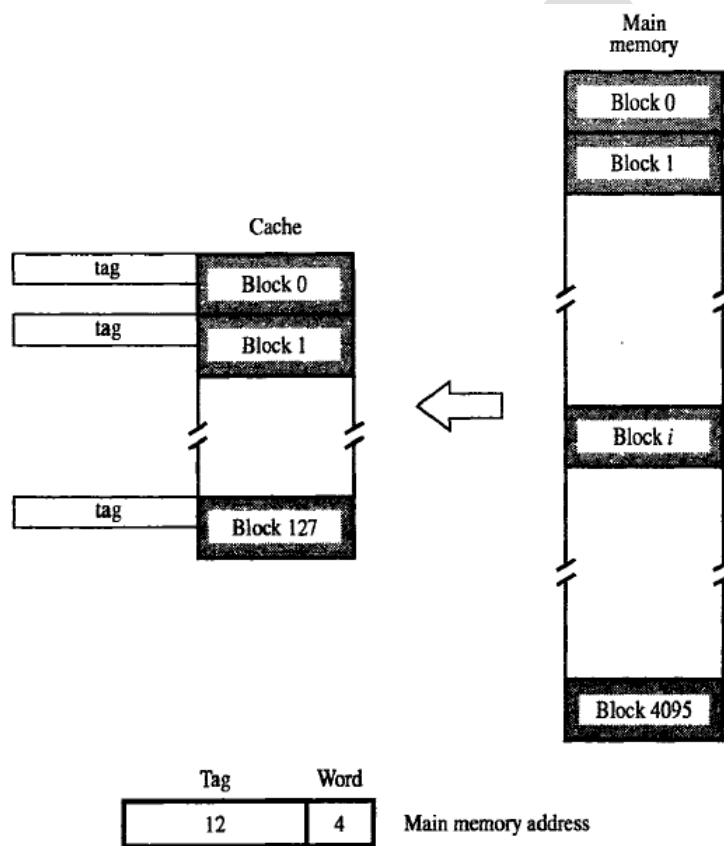 Main
memory
Block 0
Block 1
Cache
tag
Block 0
tag
Block 1
Block i
tag
Block 127
Block 4095
Tag
Word
12
4
Main memory address